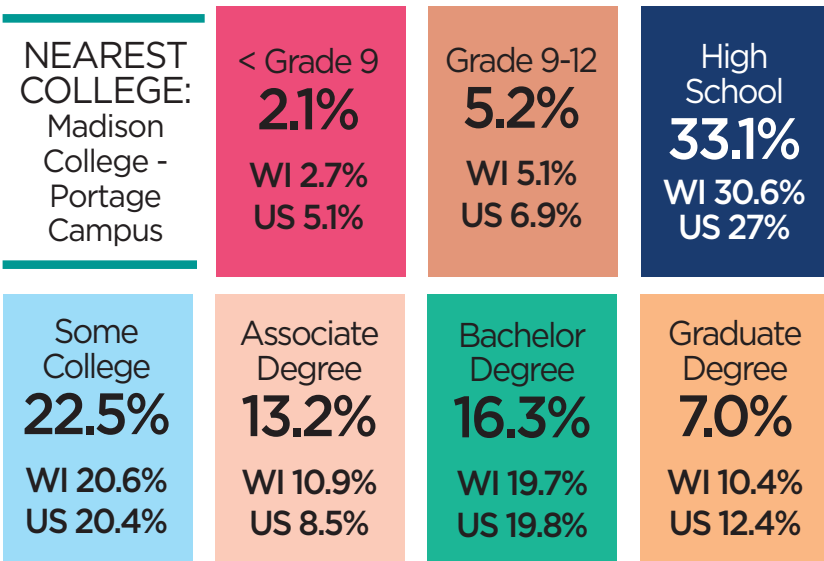 NEAREST
COLLEGE:
Madison
College -
Portage
Campus
< Grade 9
2.1%
WI 2.7%
US 5.1%
Grade 9-12
5.2%
WI 5.1%
US 6.9%
High
School
33.1%
WI 30.6%
US 27%
Some
College
22.5%
WI 20.6%
US 20.4%
Associate
Degree
13.2%
WI 10.9%
US 8.5%
Bachelor
Degree
16.3%
WI 19.7%
US 19.8%
Graduate
Degree
7.0%
WI 10.4%
US 12.4%